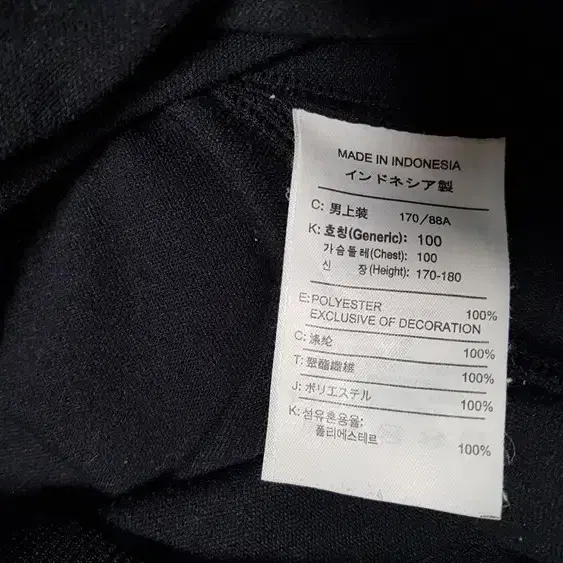 MADE IN INDONESIA
インドネシア製
C: 男上装 170/88A
K: 호칭(Generic): 100
가슴둘레(Chest): 100
신 장(Height): 170-180
E: POLYESTER 100%
EXCLUSIVE OF DECORATION
C: 涤纶 100%
T: 聚酯纖維 100%
J: ポリエステル 100%
K: 섬유혼용율:
폴리에스테르 100%